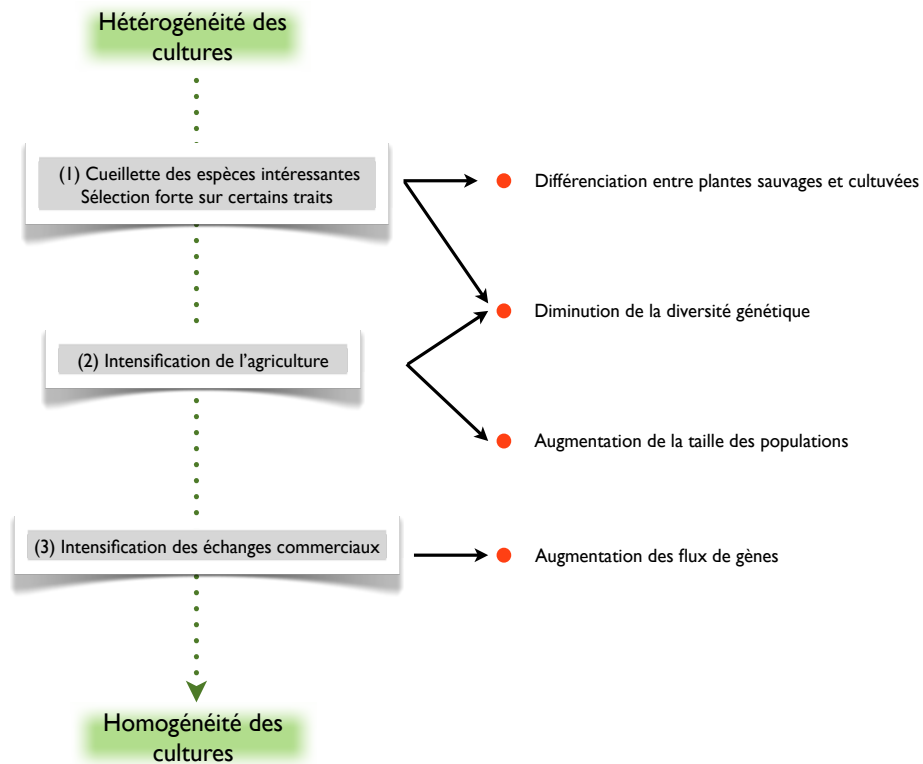 Hétérogénéité des
cultures
(1) Cueillette des espèces intéressantes
Sélection forte sur certains traits
Différenciation entre plantes sauvages et cultuvées
Diminution de la diversité génétique
(2) Intensification de l'agriculture
Augmentation de la taille des populations
(3) Intensification des échanges commerciaux
Augmentation des flux de gènes
Homogénéité des
cultures